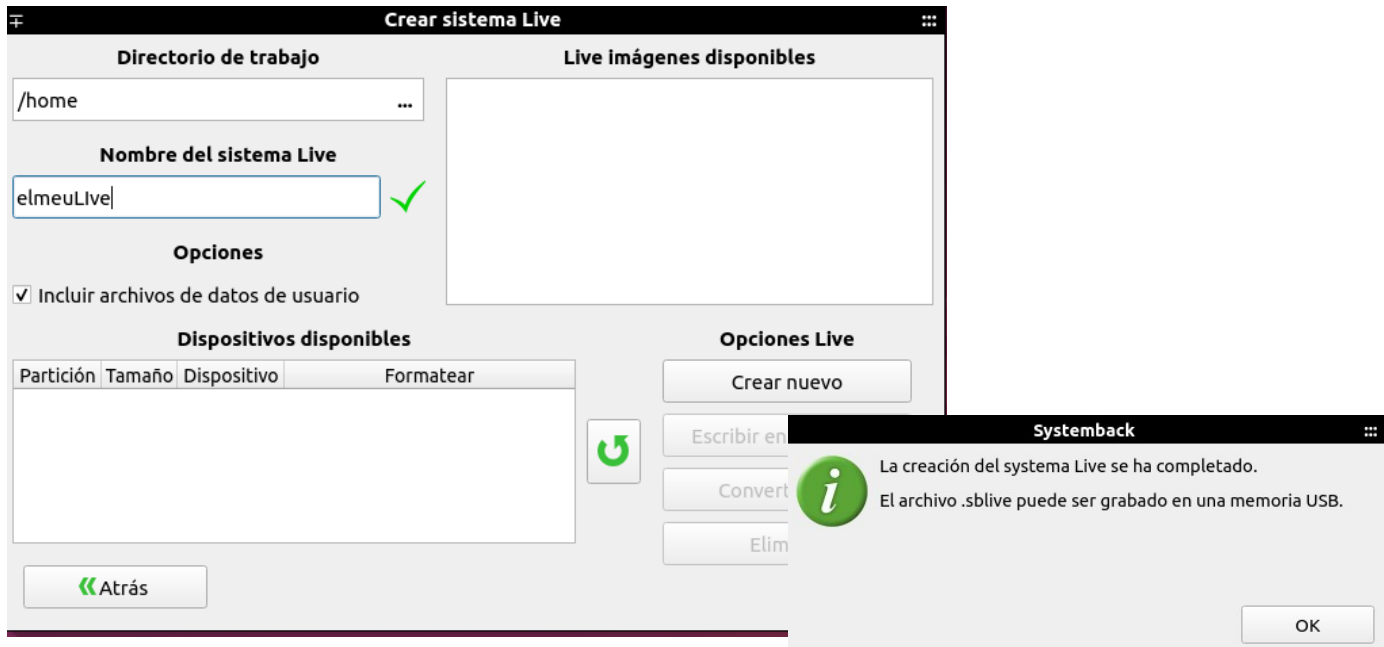 Crear sistema Live
Directorio de trabajo
/home ...
Nombre del sistema Live
elmeuLIve
Opciones
Incluir archivos de datos de usuario
Live imágenes disponibles
Dispositivos disponibles
Partición Tamaño Dispositivo Formatear
Atrás
Opciones Live
Crear nuevo
Escribir en
Convert
Elim
Systemback
La creación del systema Live se ha completado.
El archivo .sblive puede ser grabado en una memoria USB.
OK